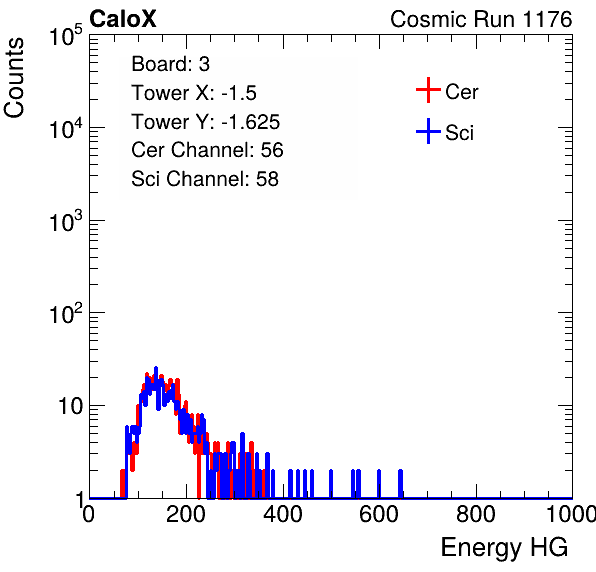 CaloX Cosmic Run 1176
Counts
Board: 3
Tower X: -1.5
Tower Y: -1.625
Cer Channel: 56
Sci Channel: 58
Cer
Sci
10^5
10^4
10^3
10^2
10
1
0 200 400 600 800 1000
Energy HG